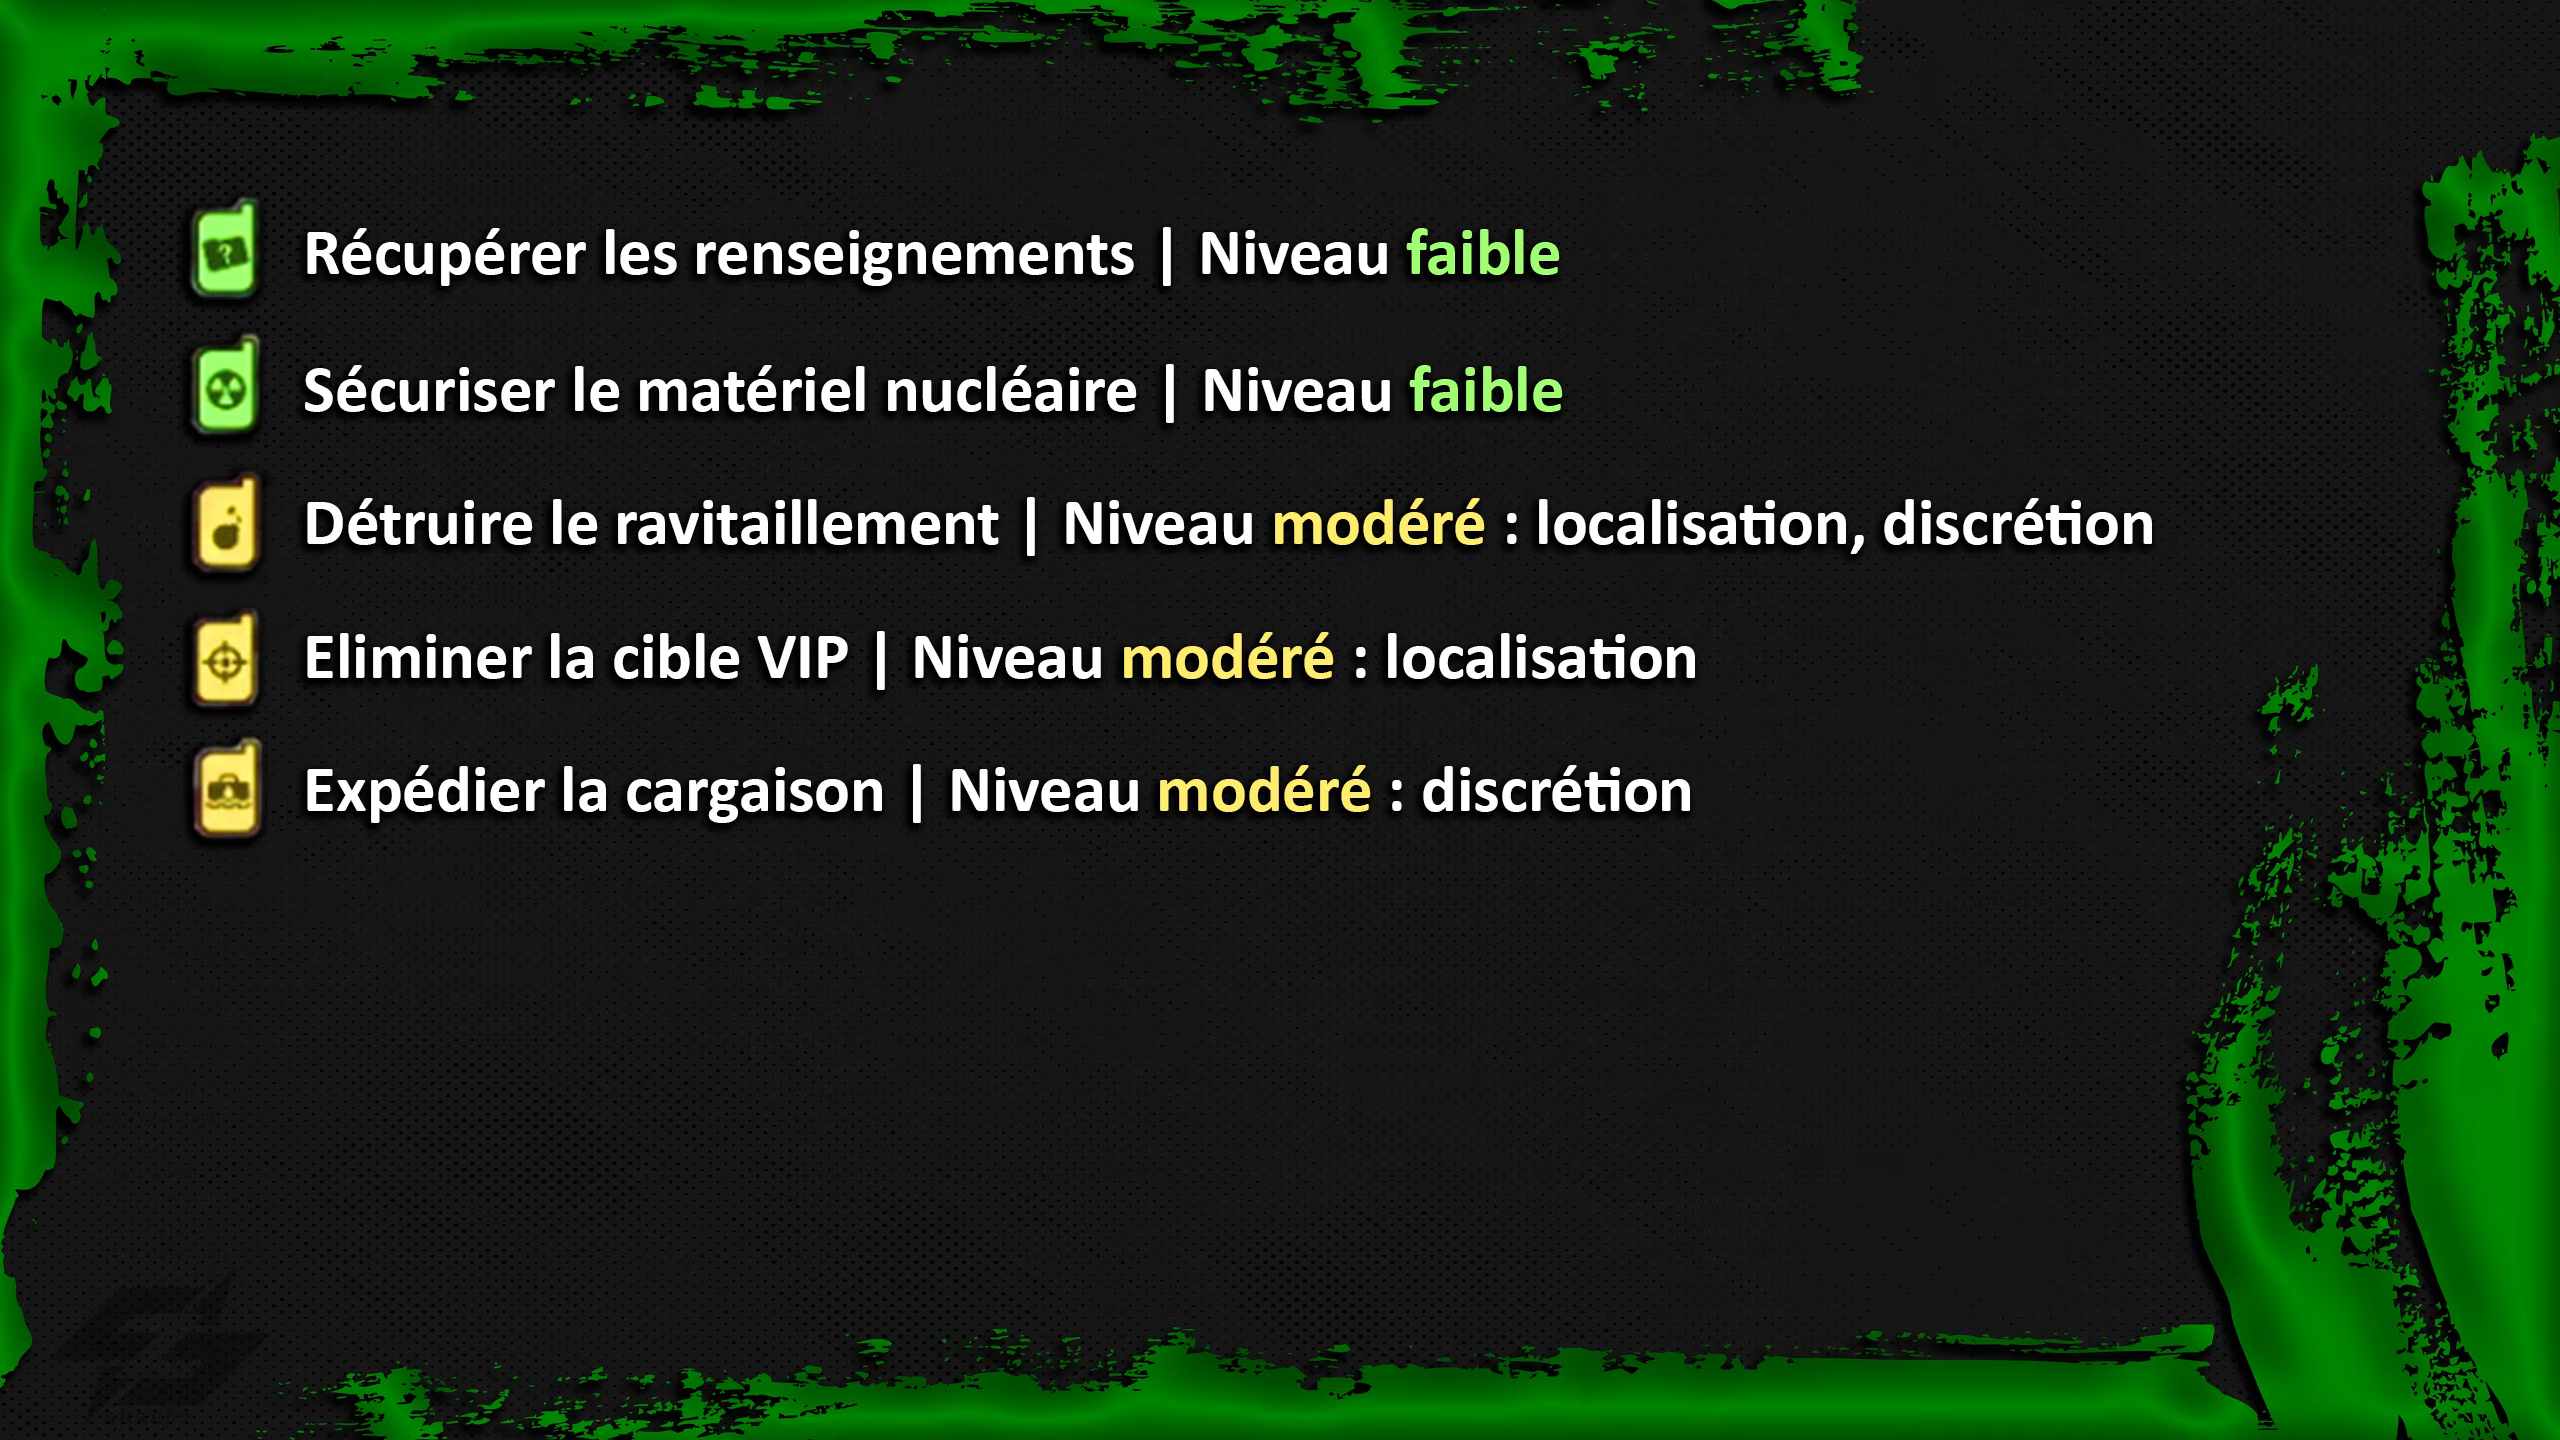 Récupérer les renseignements | Niveau faible
Sécuriser le matériel nucléaire | Niveau faible
Détruire le ravitaillement | Niveau modéré : localisation, discrétion
Eliminer la cible VIP | Niveau modéré : localisation
Expédier la cargaison | Niveau modéré : discrétion